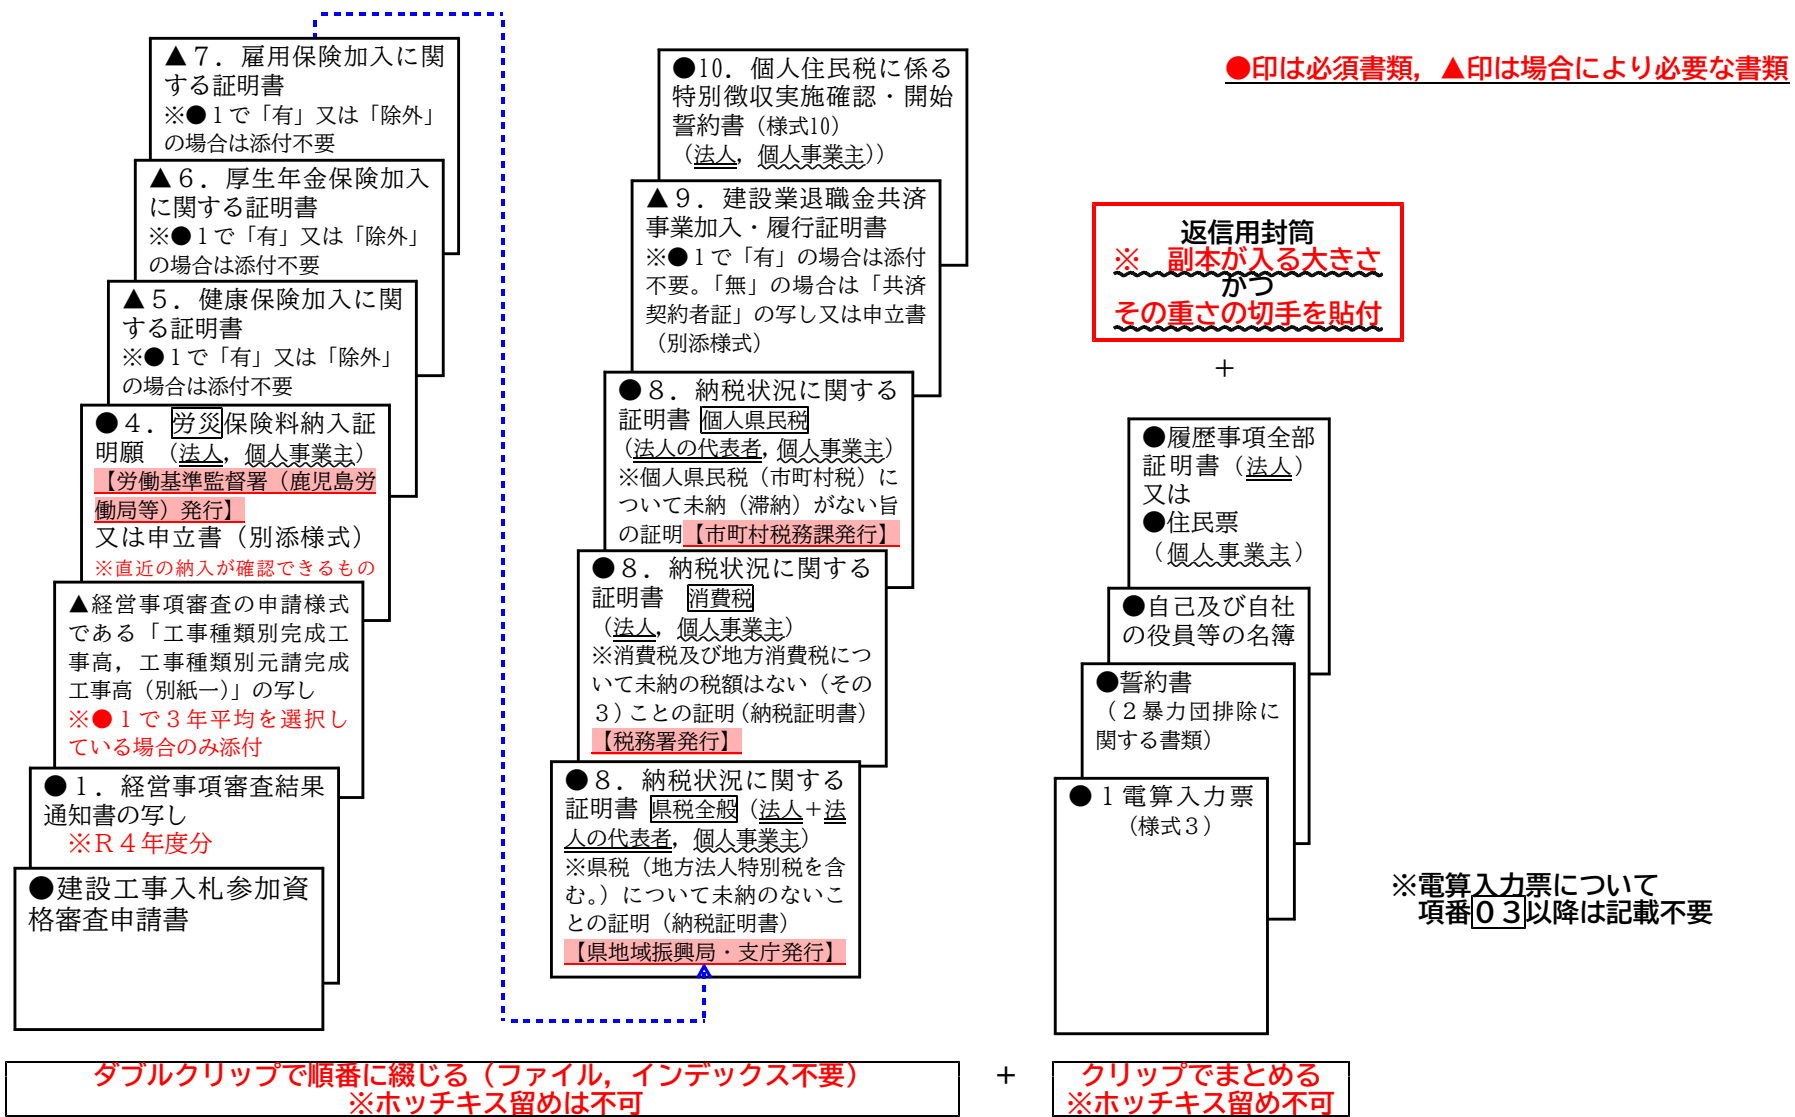 ▲７．雇用保険加入に関
する証明書
※●１で「有」又は「除外」
の場合は添付不要
▲６．厚生年金保険加入
に関する証明書
※●１で「有」又は「除外」
の場合は添付不要
▲５．健康保険加入に関
する証明書
※●１で「有」又は「除外」
の場合は添付不要
●４．労災保険料納入証
明願　（法人，個人事業主）
【労働基準監督署（鹿児島労
働局等）発行】
又は申立書（別添様式）
※直近の納入が確認できるもの
▲経営事項審査の申請様式
である「工事種類別完成工
事高，工事種類別元請完成
工事高（別紙一）」の写し
※●１で３年平均を選択し
ている場合のみ添付
●１．経営事項審査結果
通知書の写し
※Ｒ４年度分
●建設工事入札参加資
格審査申請書
●10．個人住民税に係る
特別徴収実施確認・開始
誓約書（様式10）
（法人，個人事業主））
▲９．建設業退職金共済
事業加入・履行証明書
※●１で「有」の場合は添付
不要。「無」の場合は「共済
契約者証」の写し又は申立書
（別添様式）
●８．納税状況に関する
証明書 個人県民税
（法人の代表者，個人事業主）
※個人県民税（市町村税）に
ついて未納（滞納）がない旨
の証明【市町村税務課発行】
●８．納税状況に関する
証明書　消費税
（法人，個人事業主）
※消費税及び地方消費税につ
いて未納の税額はない（その
３）ことの証明（納税証明書）
【税務署発行】
●８．納税状況に関する
証明書 県税全般（法人＋法
人の代表者，個人事業主）
※県税（地方法人特別税を含
む。）について未納のないこ
との証明（納税証明書）
【県地域振興局・支庁発行】
●印は必須書類，▲印は場合により必要な書類
返信用封筒
※　副本が入る大きさ
かつ
その重さの切手を貼付
＋
●履歴事項全部
証明書（法人）
又は
●住民票
（個人事業主）
●自己及び自社
の役員等の名簿
●誓約書
（２暴力団排除に
関する書類）
●１電算入力票
（様式３）
※電算入力票について
項番０３以降は記載不要
ダブルクリップで順番に綴じる（ファイル，インデックス不要）
※ホッチキス留めは不可
＋
クリップでまとめる
※ホッチキス留め不可